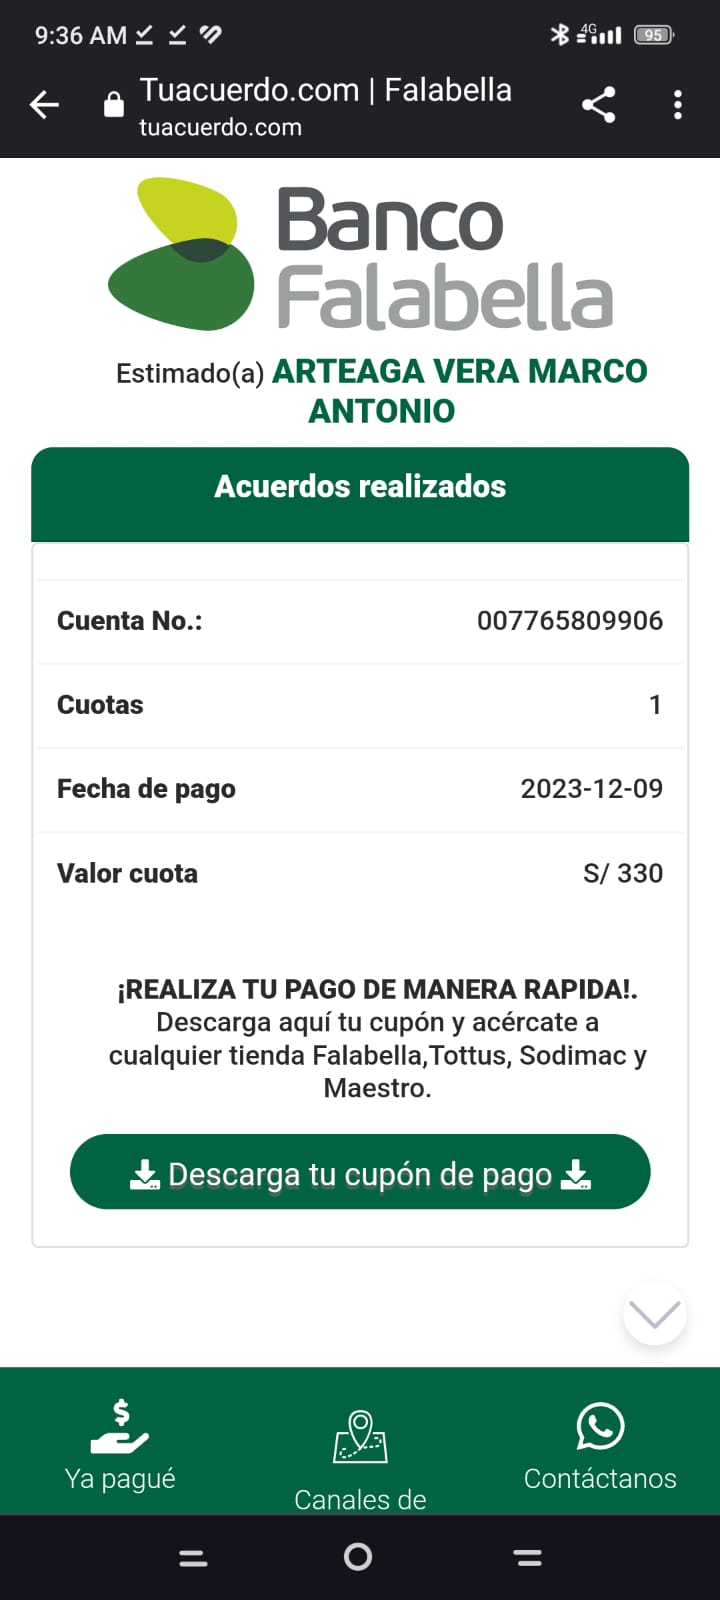 9:36 AM
4G
95
Tuacuerdo.com | Falabella
tuacuerdo.com
Banco
Falabella
Estimado(a) ARTEAGA VERA MARCO
ANTONIO
Acuerdos realizados
Cuenta No.: 007765809906
Cuotas 1
Fecha de pago 2023-12-09
Valor cuota S/ 330
¡REALIZA TU PAGO DE MANERA RAPIDA!.
Descarga aquí tu cupón y acércate a
cualquier tienda Falabella,Tottus, Sodimac y
Maestro.
Descarga tu cupón de pago
Ya pagué
Canales de
Contáctanos